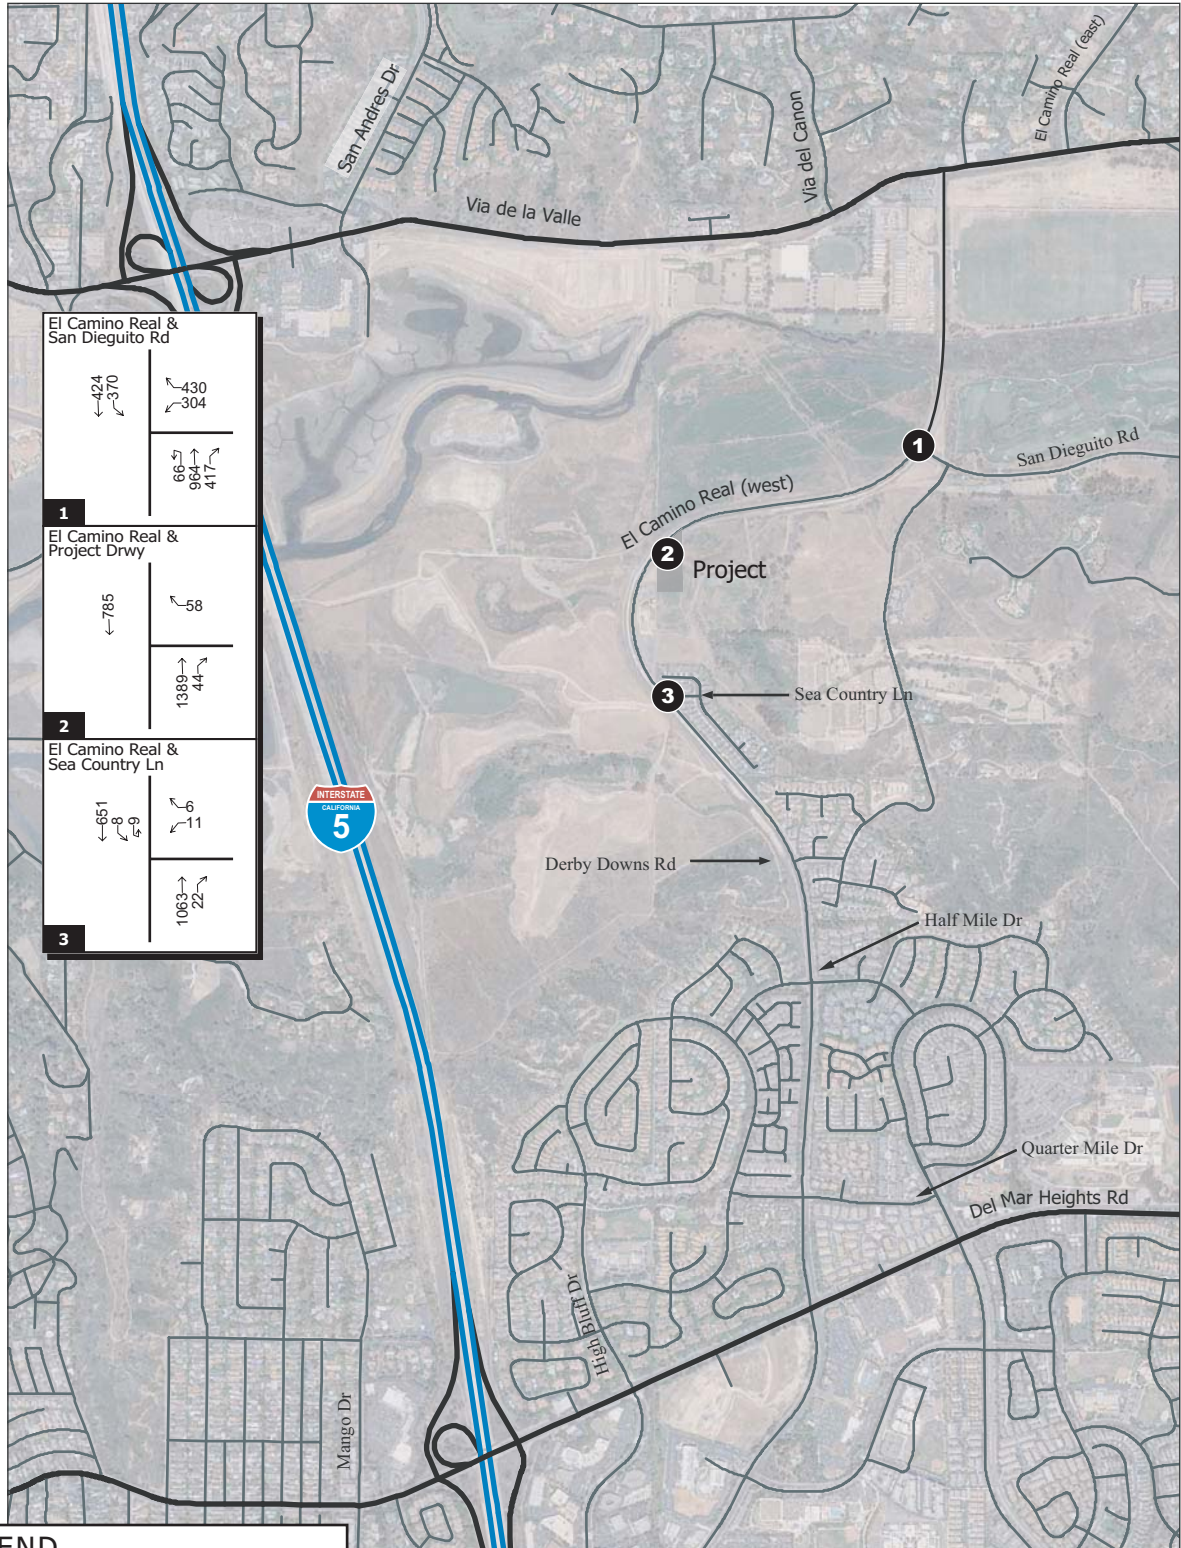 El Camino Real (east)
San Andres Dr
Via del Canon
Via de la Valle
El Camino Real &
San Dieguito Rd
424
370
430
304
66
964
417
1
El Camino Real &
Project Drwy
785
58
1389
44
2
El Camino Real &
Sea Country Ln
651
8
9
6
11
1063
22
3
1
San Dieguito Rd
El Camino Real (west)
2
Project
3
Sea Country Ln
INTERSTATE
CALIFORNIA
5
Derby Downs Rd
Half Mile Dr
Quarter Mile Dr
Del Mar Heights Rd
High Bluff Dr
Mango Dr